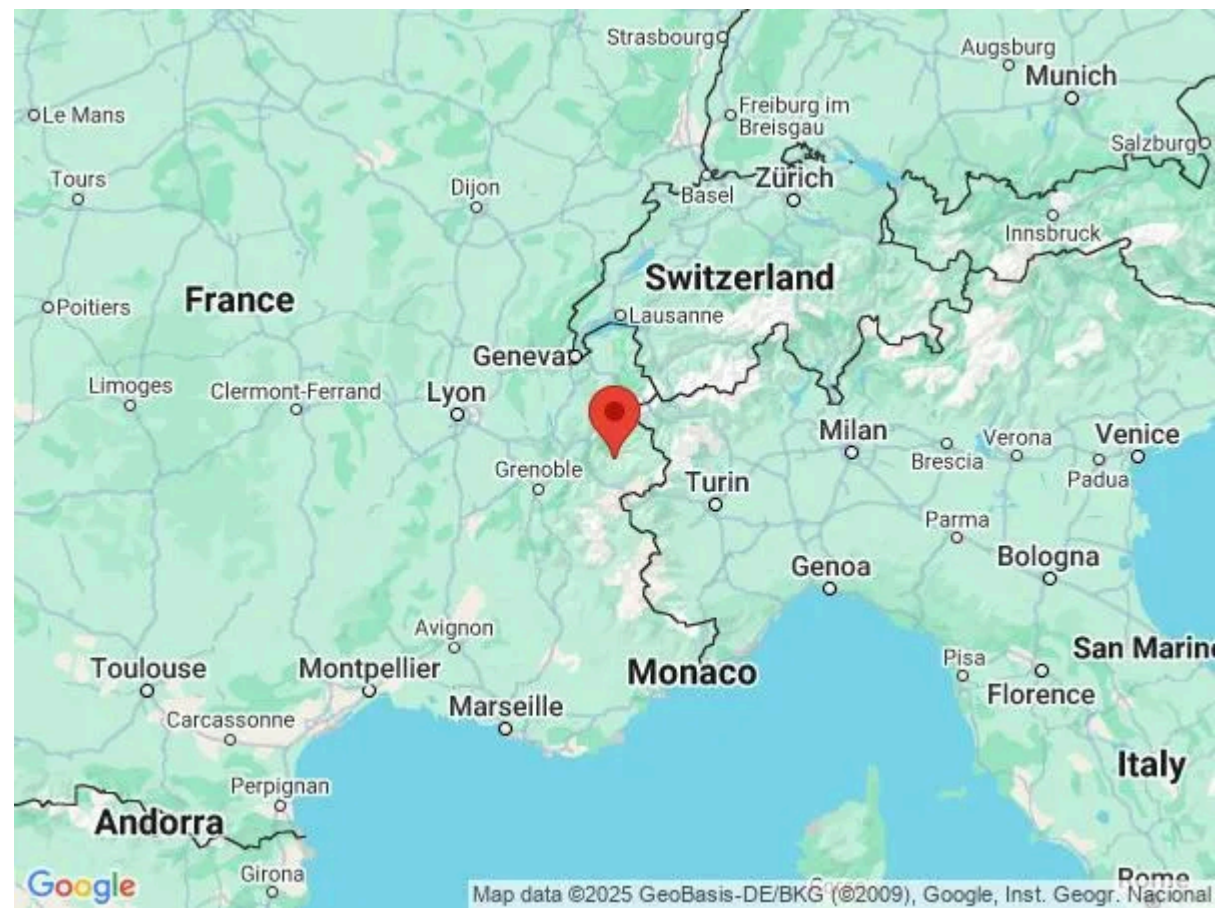 Strasbourg
Augsburg
Munich
Le Mans
Freiburg im
Breisgau
Salzburg
Tours
Dijon
Basel
Zürich
Innsbruck
Switzerland
France
Poitiers
Lausanne
Geneva
Limoges
Clermont-Ferrand
Lyon
Milan
Verona
Venice
Brescia
Padua
Grenoble
Turin
Parma
Bologna
Genoa
Avignon
San Marino
Toulouse
Montpellier
Monaco
Pisa
Florence
Marseille
Carcassonne
Italy
Perpignan
Andorra
Girona
Rome
Google
Map data ©2025 GeoBasis-DE/BKG (©2009), Google, Inst. Geogr. Nacional